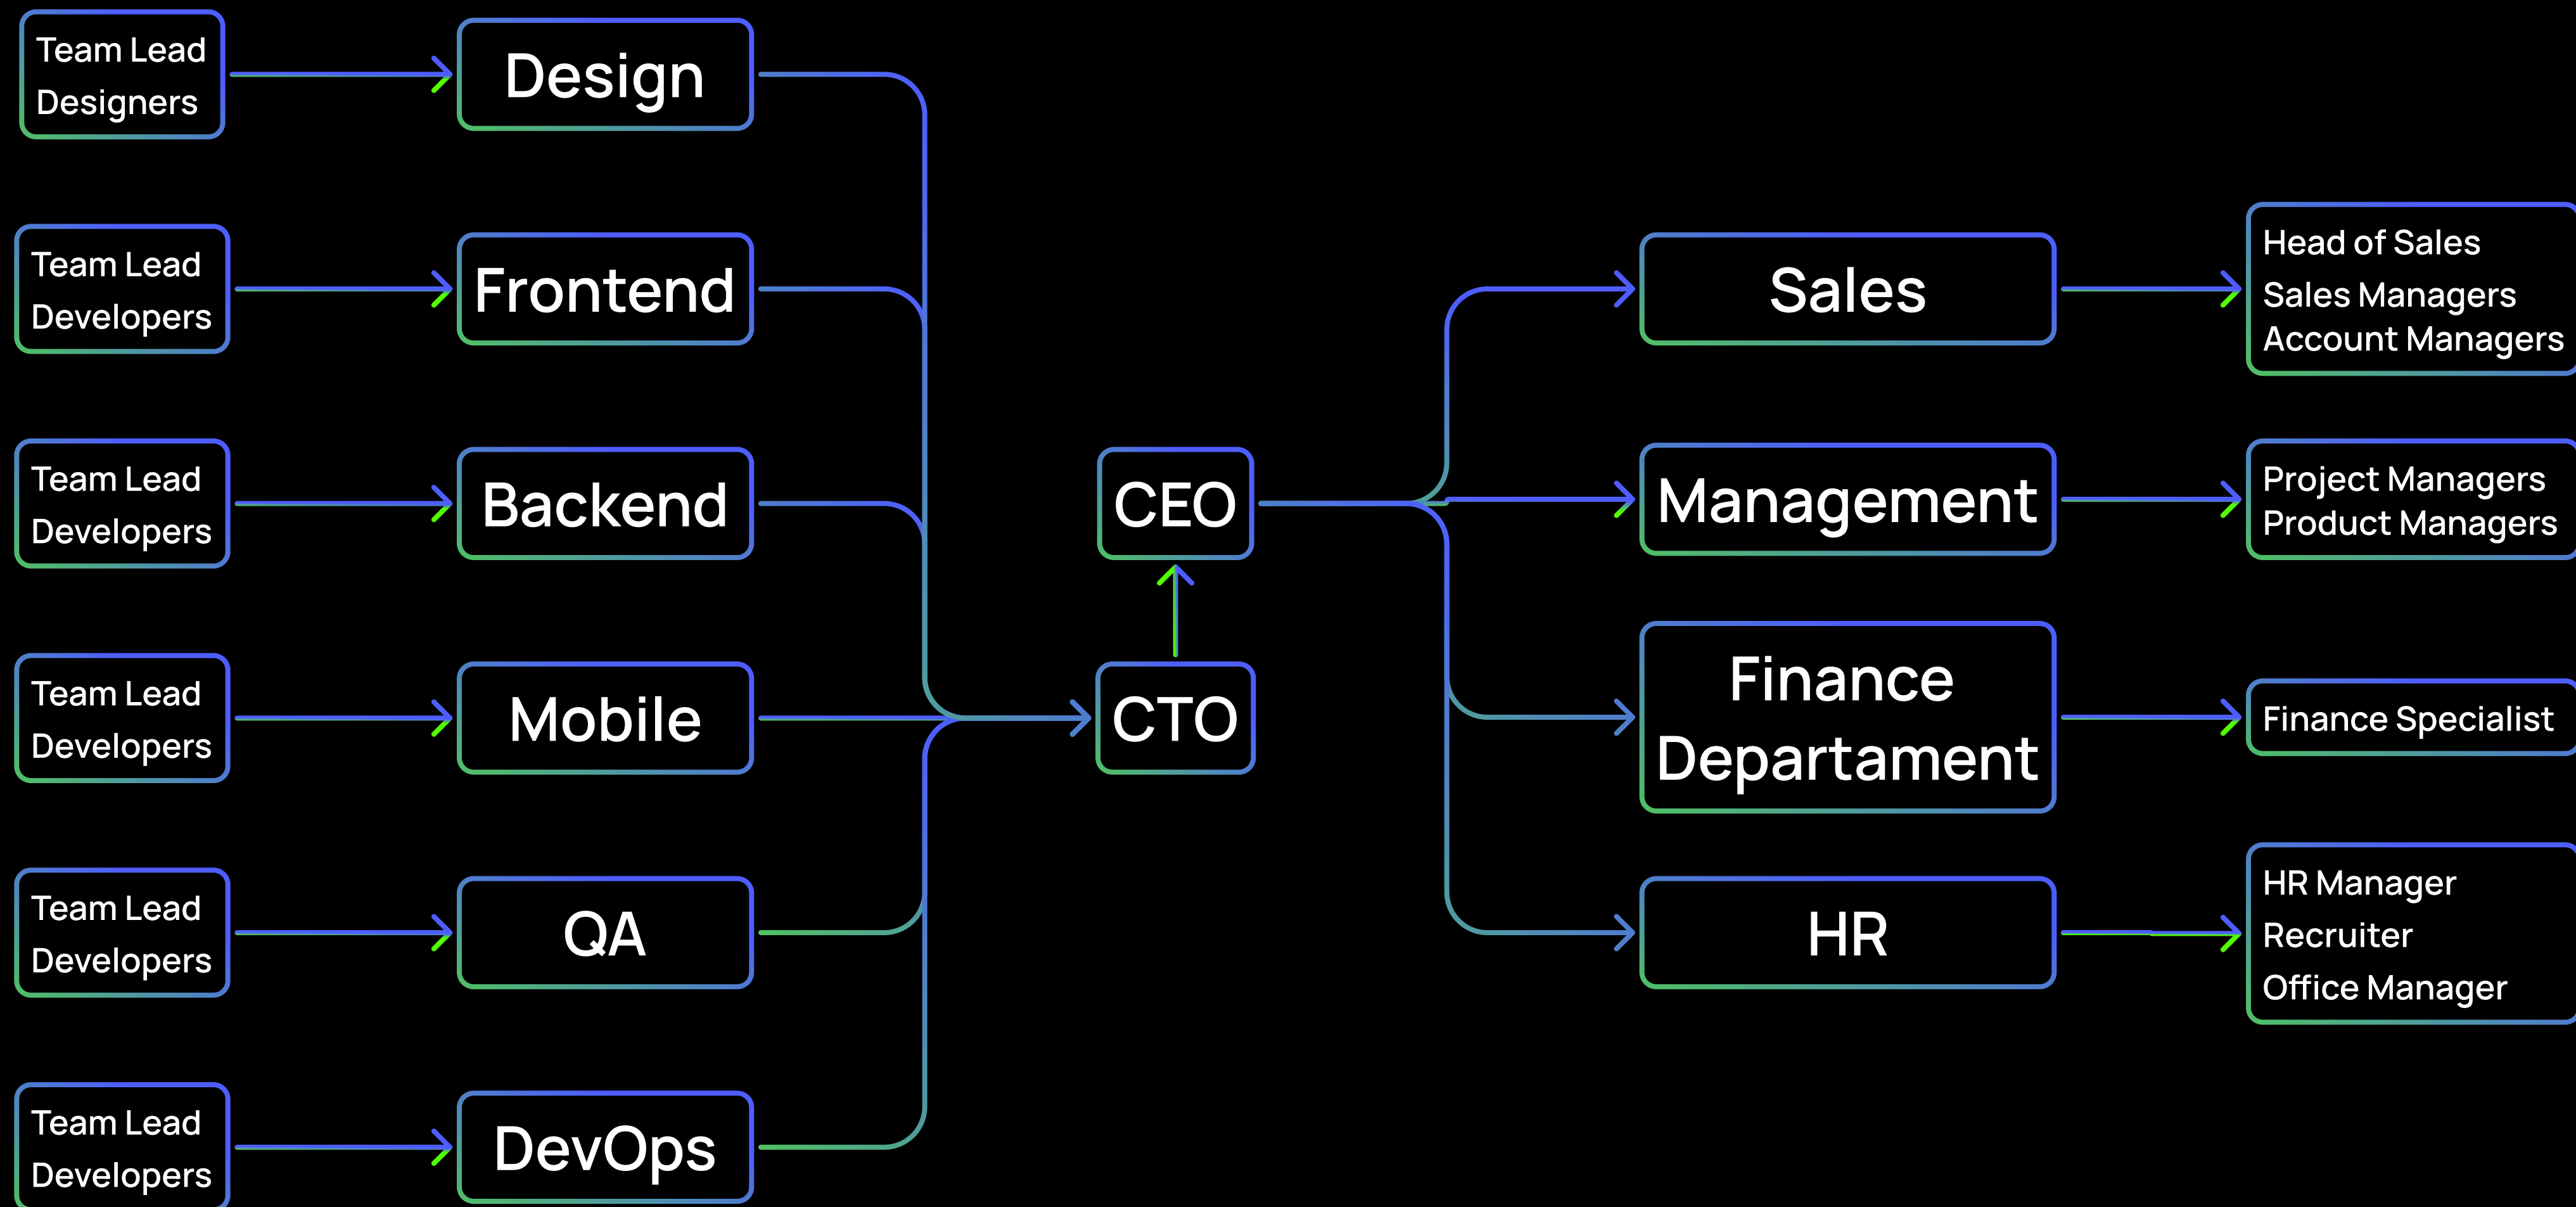 Team Lead
Designers
Design
Team Lead
Developers
Frontend
Team Lead
Developers
Backend
Team Lead
Developers
Mobile
Team Lead
Developers
QA
Team Lead
Developers
DevOps
CEO
CTO
Sales
Head of Sales
Sales Managers
Account Managers
Management
Project Managers
Product Managers
Finance
Departament
Finance Specialist
HR
HR Manager
Recruiter
Office Manager